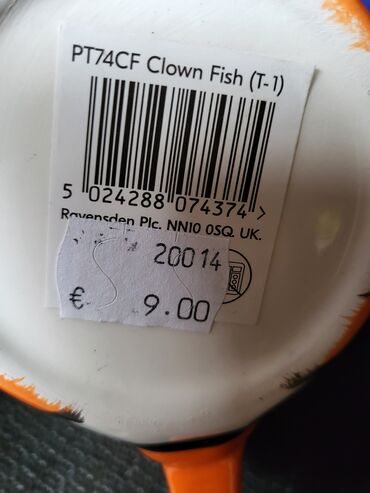 PT74CF Clown Fish (T-1)
5 024288 074374 >
Ravensden Plc. NN10 0SQ. UK.
20014
€ 9.00